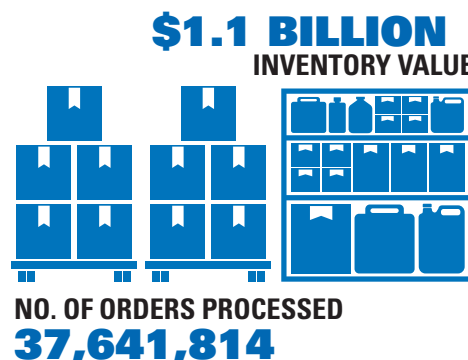 $1.1 BILLION
INVENTORY VALUE
NO. OF ORDERS PROCESSED
37,641,814